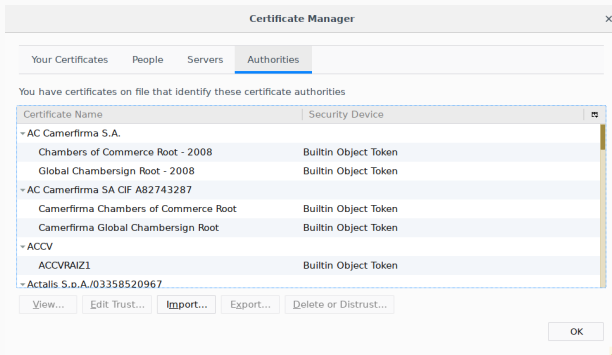 Certificate Manager
Your Certificates People Servers Authorities
You have certificates on file that identify these certificate authorities
Certificate Name Security Device
AC Camerfirma S.A.
Chambers of Commerce Root - 2008 Builtin Object Token
Global Chambersign Root - 2008 Builtin Object Token
AC Camerfirma SA CIF A82743287
Camerfirma Chambers of Commerce Root Builtin Object Token
Camerfirma Global Chambersign Root Builtin Object Token
ACCV
ACCVRAIZ1 Builtin Object Token
Actalis S.p.A./03358520967
View... Edit Trust... Import... Export... Delete or Distrust...
OK